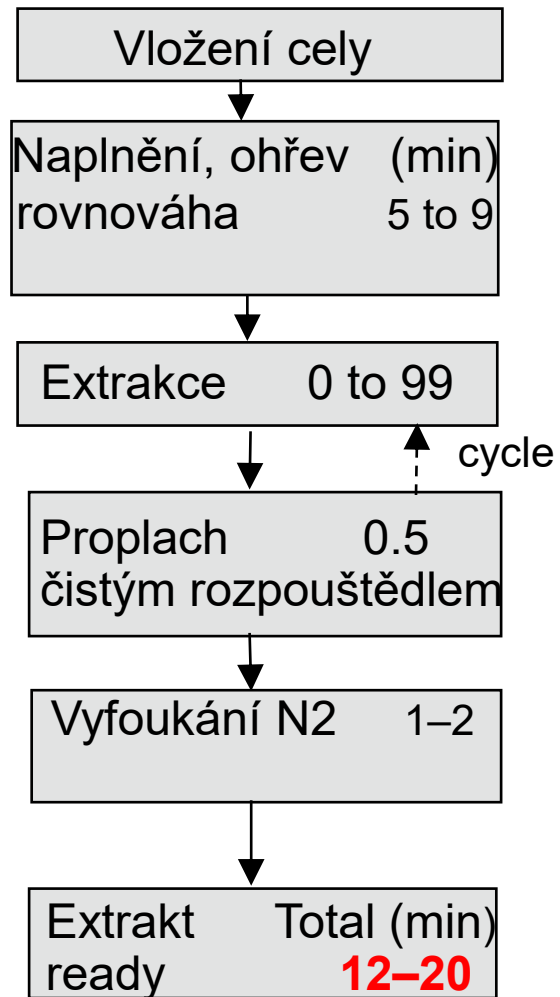 Vložení cely
Naplnění, ohřev (min)
rovnováha 5 to 9
Extrakce 0 to 99
cycle
Proplach 0.5
čistým rozpouštědlem
Vyfoukání N2 1–2
Extrakt Total (min)
ready 12–20